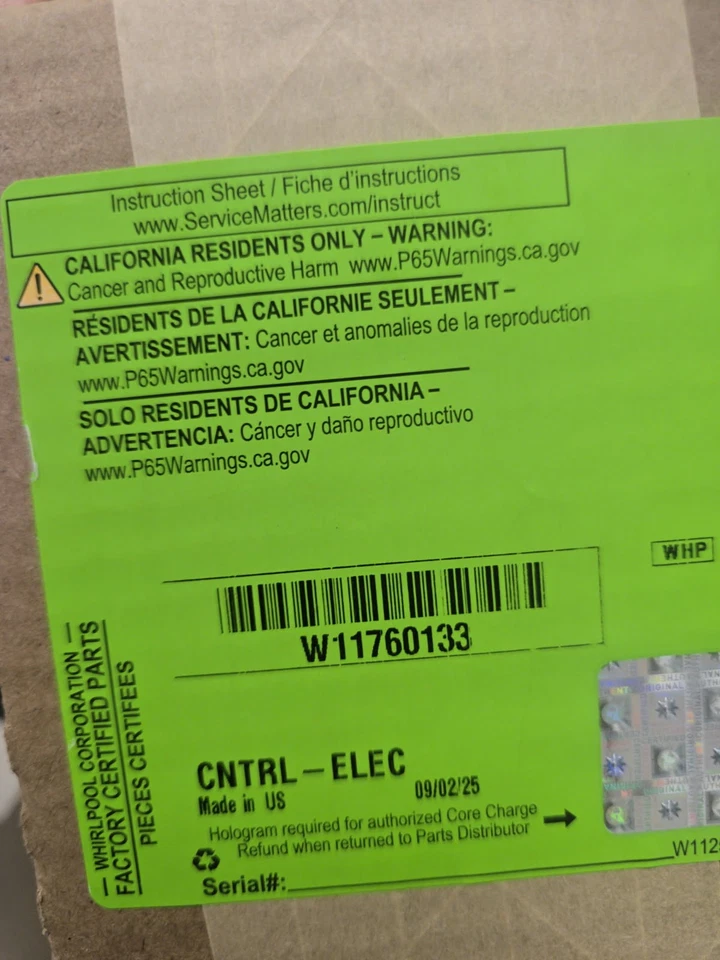 Instruction Sheet / Fiche d'instructions
www.ServiceMatters.com/instruct
CALIFORNIA RESIDENTS ONLY – WARNING:
Cancer and Reproductive Harm www.P65Warnings.ca.gov
RÉSIDENTS DE LA CALIFORNIE SEULEMENT –
AVERTISSEMENT: Cancer et anomalies de la reproduction
www.P65Warnings.ca.gov
SOLO RESIDENTS DE CALIFORNIA –
ADVERTENCIA: Cáncer y daño reproductivo
www.P65Warnings.ca.gov
WHP
W11760133
WHIRLPOOL CORPORATION
FACTORY CERTIFIED PARTS
PIECES CERTIFEES
CNTRL-ELEC
Made in US 09/02/25
Hologram required for authorized Core Charge
Refund when returned to Parts Distributor
Serial#:
W112